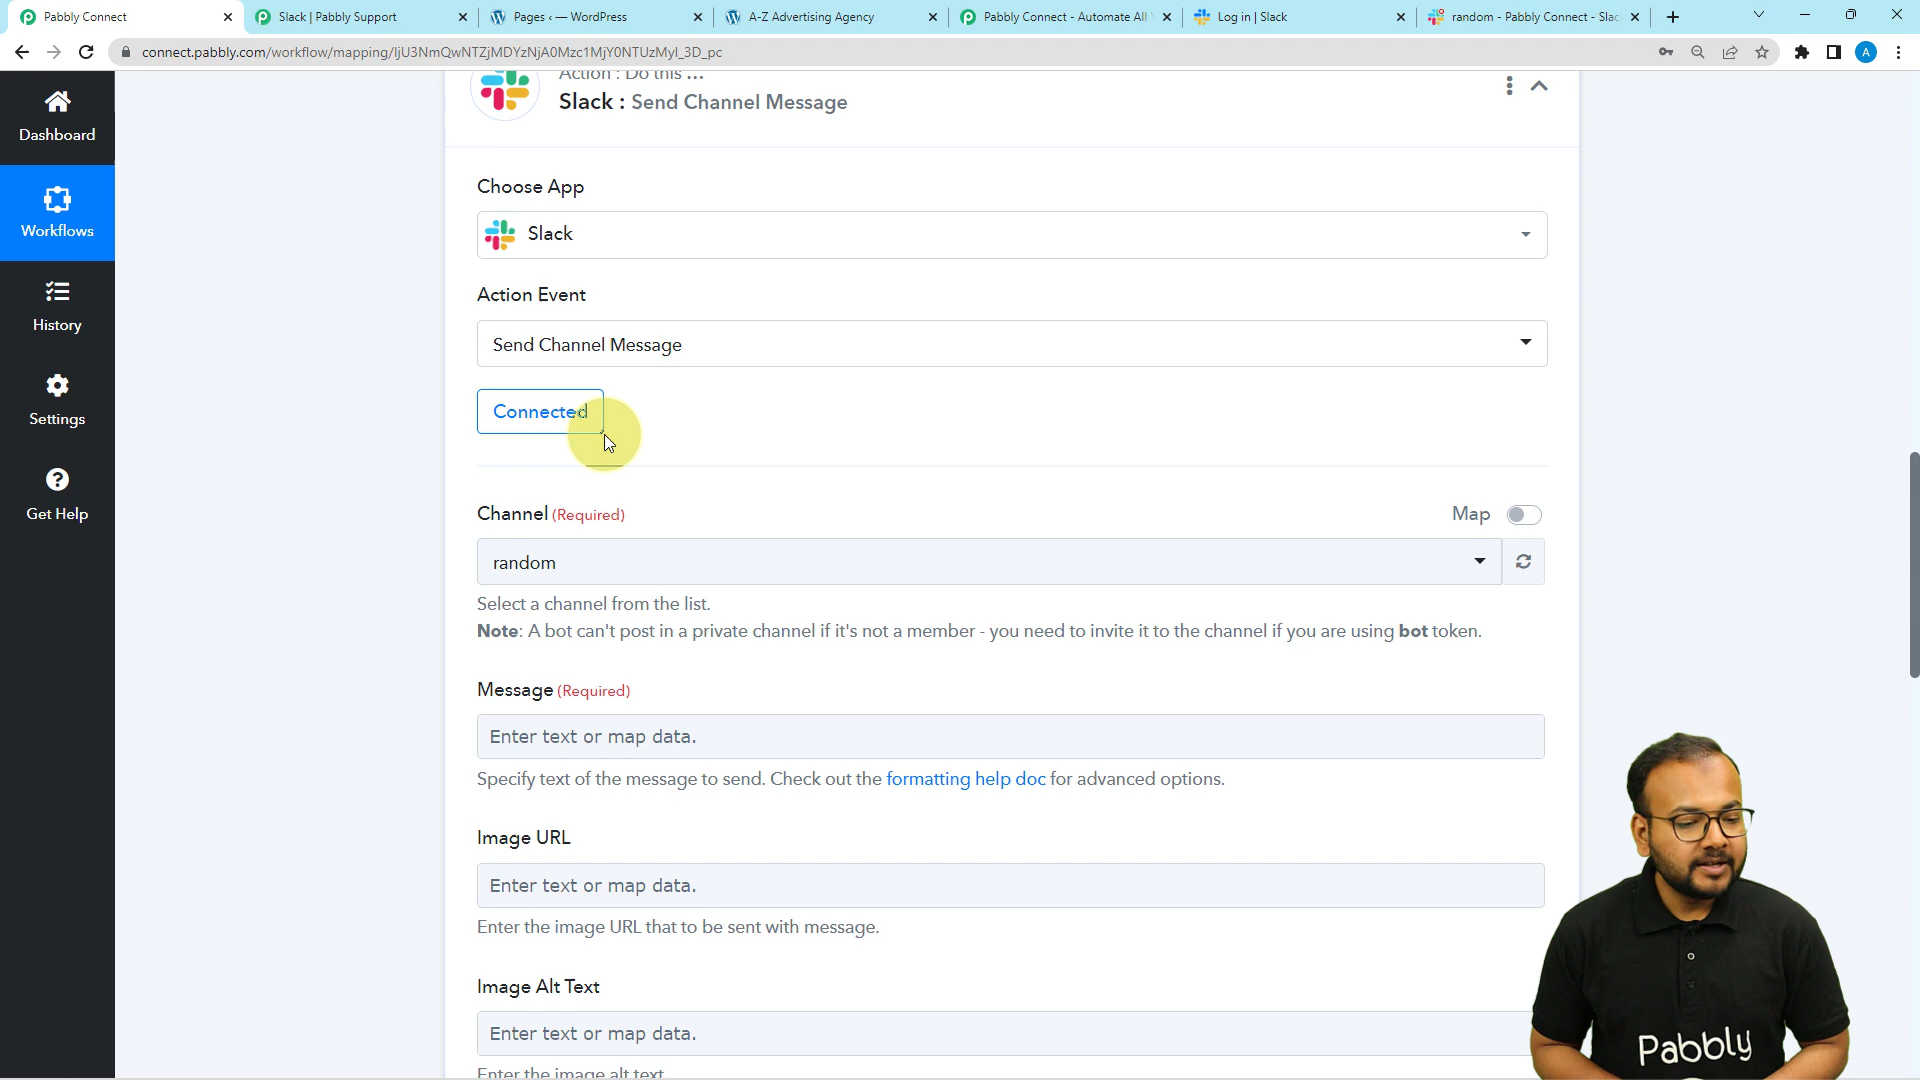 Pabbly Connect
Slack | Pabbly Support
Pages ‹ — WordPress
A-Z Advertising Agency
Pabbly Connect - Automate All
Log in | Slack
random - Pabbly Connect - Slac
connect.pabbly.com/workflow/mapping/IjU3NmQwNTZjMDYzNjA0Mzc1MjY0NTUzMyI_3D_pc
A
Dashboard
Workflows
History
Settings
Get Help
Action : Do this ...
Slack : Send Channel Message
Choose App
Slack
Action Event
Send Channel Message
Connected
Channel (Required)
Map
random
Select a channel from the list.
Note: A bot can't post in a private channel if it's not a member - you need to invite it to the channel if you are using bot token.
Message (Required)
Enter text or map data.
Specify text of the message to send. Check out the formatting help doc for advanced options.
Image URL
Enter text or map data.
Enter the image URL that to be sent with message.
Image Alt Text
Enter text or map data.
Enter the image alt text
Pabbly